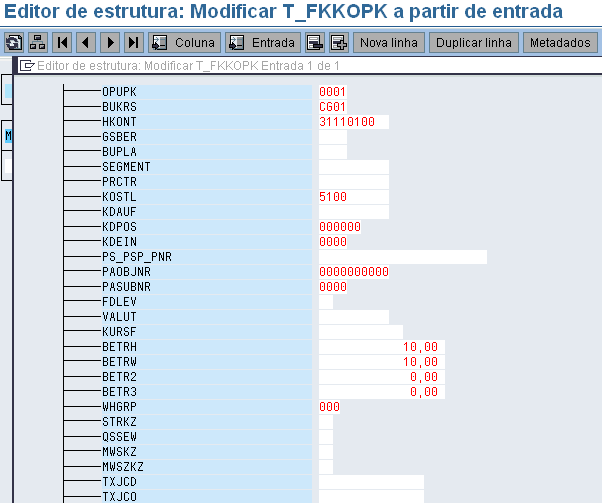 Editor de estrutura: Modificar T_FKKOPK a partir de entrada
Coluna Entrada Nova linha Duplicar linha Metadados
Editor de estrutura: Modificar T_FKKOPK Entrada 1 de 1
OPUPK 0001
BUKRS CG01
HKONT 31110100
GSBER
BUPLA
SEGMENT
PRCTR
KOSTL 5100
KDAUF
KDPOS 000000
KDEIN 0000
PS_PSP_PNR
PAOBJNR 0000000000
PASUBNR 0000
FDLEV
VALUT
KURSF
BETRH 10,00
BETRW 10,00
BETR2 0,00
BETR3 0,00
WHGRP 000
STRKZ
QSSEW
MWSKZ
MWSZKZ
TXJCD
TXJCO
M